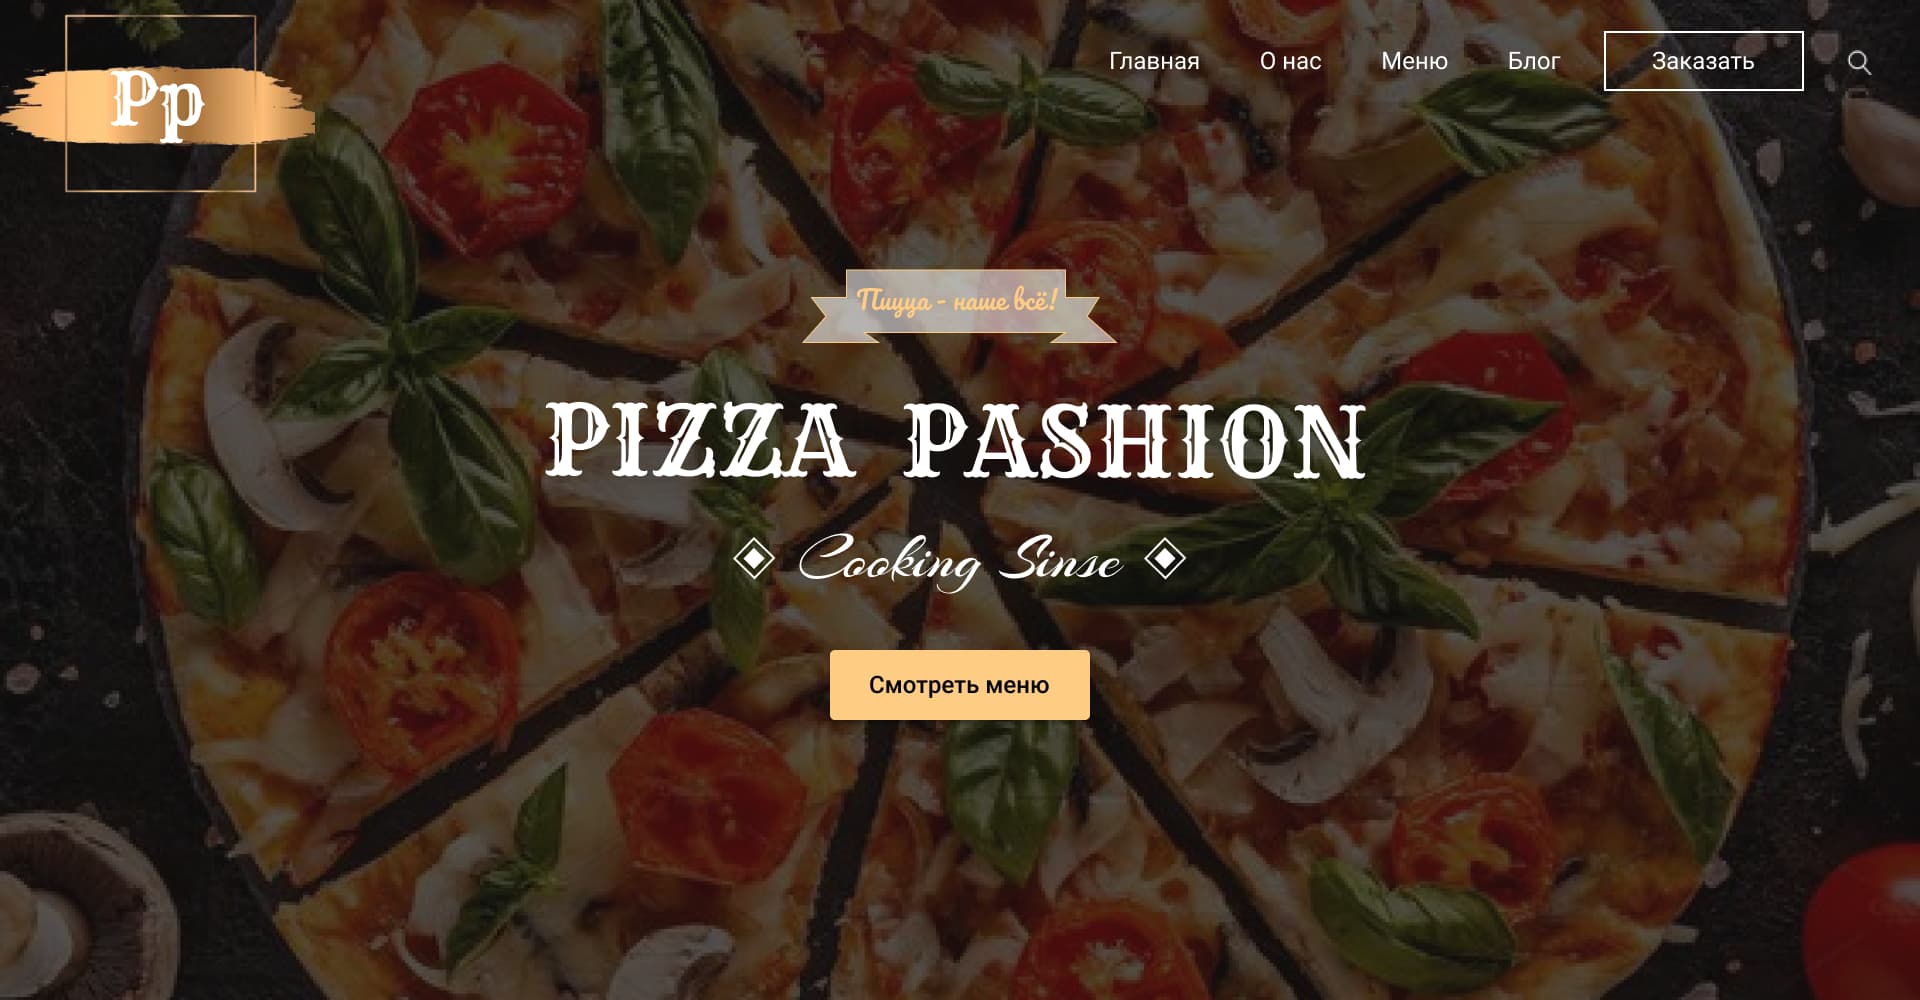 Pp
Главная О нас Меню Блог Заказать
Пицца - наше всё!
PIZZA PASHION
Cooking Sinse
Смотреть меню